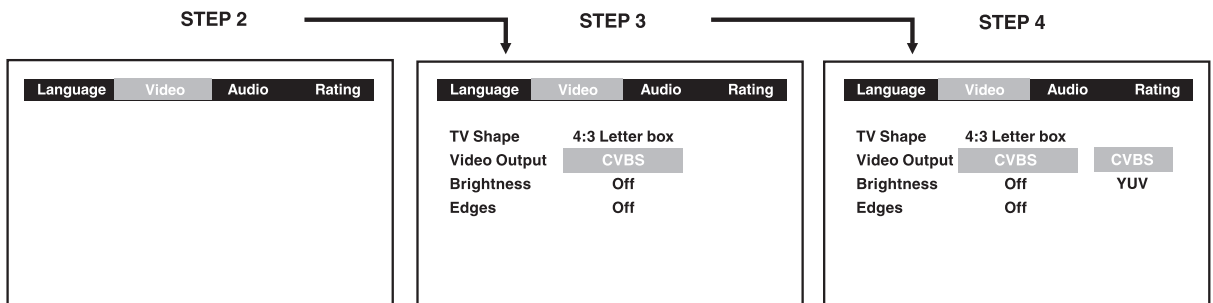 STEP 2 STEP 3 STEP 4
Language Video Audio Rating
Language Video Audio Rating
TV Shape 4:3 Letter box
Video Output CVBS
Brightness Off
Edges Off
Language Video Audio Rating
TV Shape 4:3 Letter box
Video Output CVBS CVBS
Brightness Off YUV
Edges Off